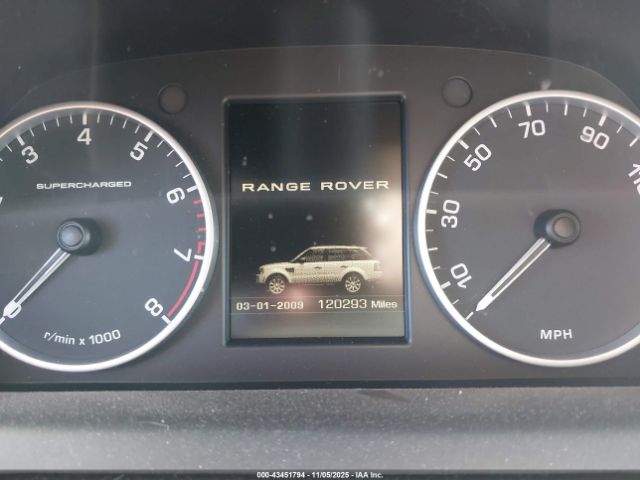 3 4 5 6 7 8
SUPERCHARGED
0
r/min x 1000
RANGE ROVER
03-01-2009 120293 Miles
10 30 50 70 90
MPH
000-43451794 - 11/05/2025 - IAA Inc.